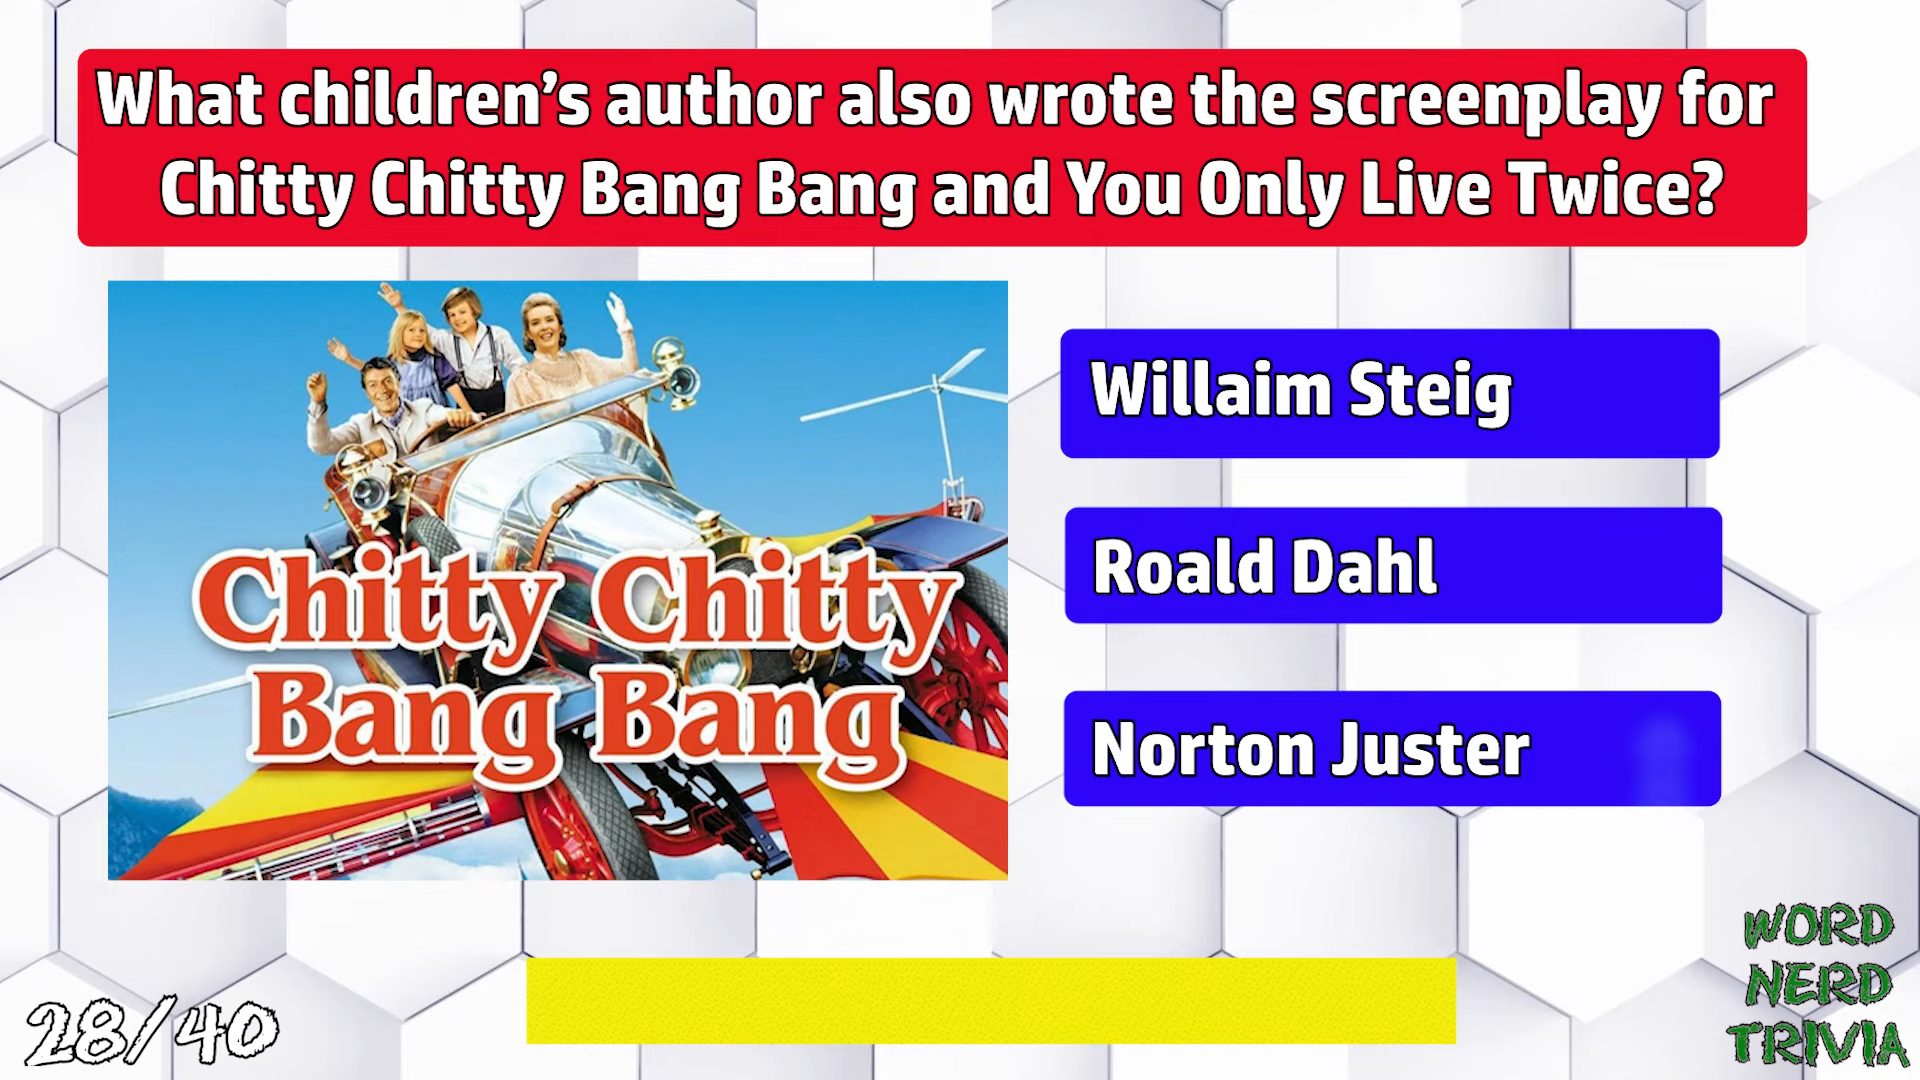 What children’s author also wrote the screenplay for
Chitty Chitty Bang Bang and You Only Live Twice?
Chitty Chitty
Bang Bang
Willaim Steig
Roald Dahl
Norton Juster
28/40
WORD
NERD
TRIVIA